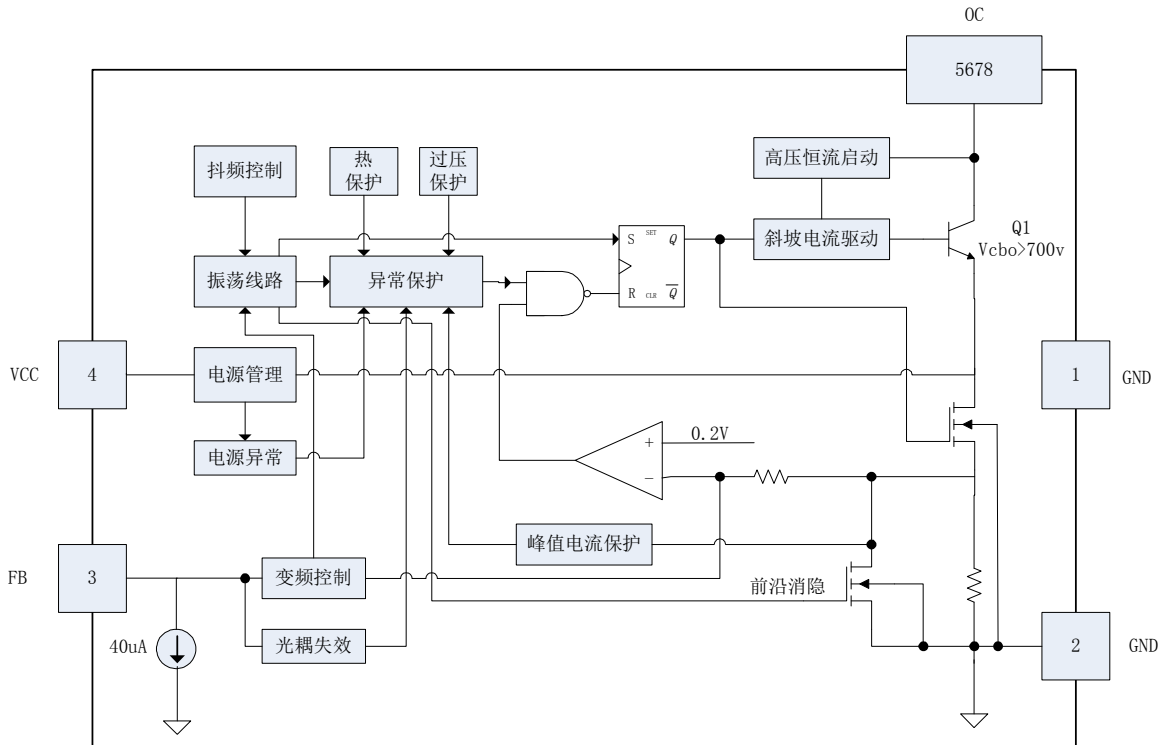 OC
5678
抖频控制
热
保护
过压
保护
高压恒流启动
S
SET
Q
R
CLR
Q
斜坡电流驱动
Q1
Vcbo>700v
振荡线路
异常保护
VCC
4
电源管理
1
GND
电源异常
+
0.2V
−
峰值电流保护
FB
3
变频控制
前沿消隐
40uA
光耦失效
2
GND